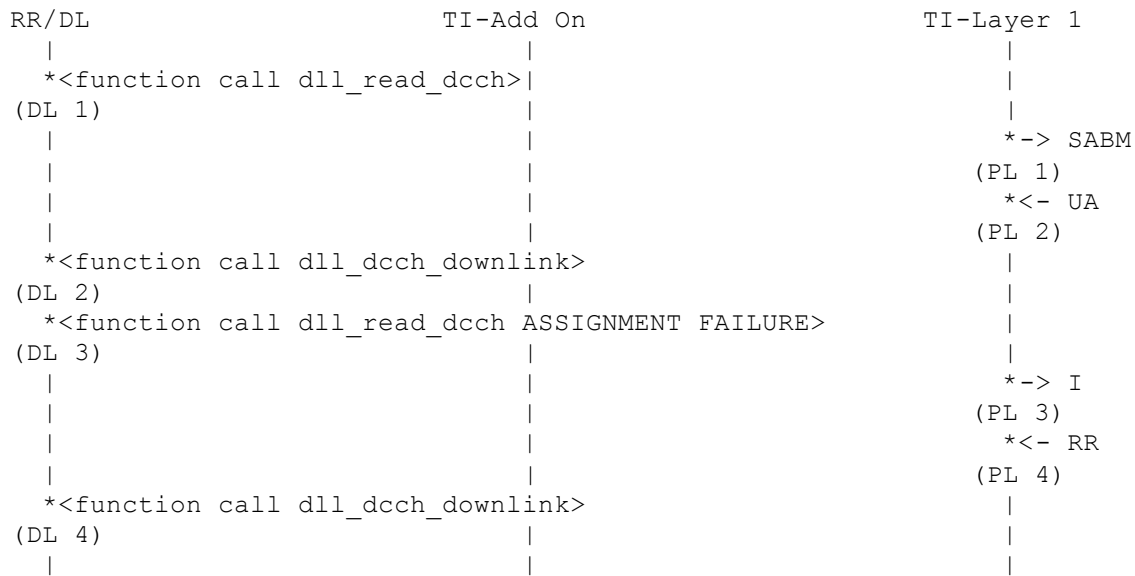 RR/DL                     TI-Add On                    TI-Layer 1
  |                            |                            |
  *<function call dll_read_dcch>|                            |
(DL 1)                         |                            |
  |                            |                            *-> SABM
  |                            |                          (PL 1)
  |                            |                            *<- UA
  |                            |                          (PL 2)
  *<function call dll_dcch_downlink>                        |
(DL 2)                         |                            |
  *<function call dll_read_dcch ASSIGNMENT FAILURE>         |
(DL 3)                         |                            |
  |                            |                            *-> I
  |                            |                          (PL 3)
  |                            |                            *<- RR
  |                            |                          (PL 4)
  *<function call dll_dcch_downlink>                        |
(DL 4)                         |                            |
  |                            |                            |